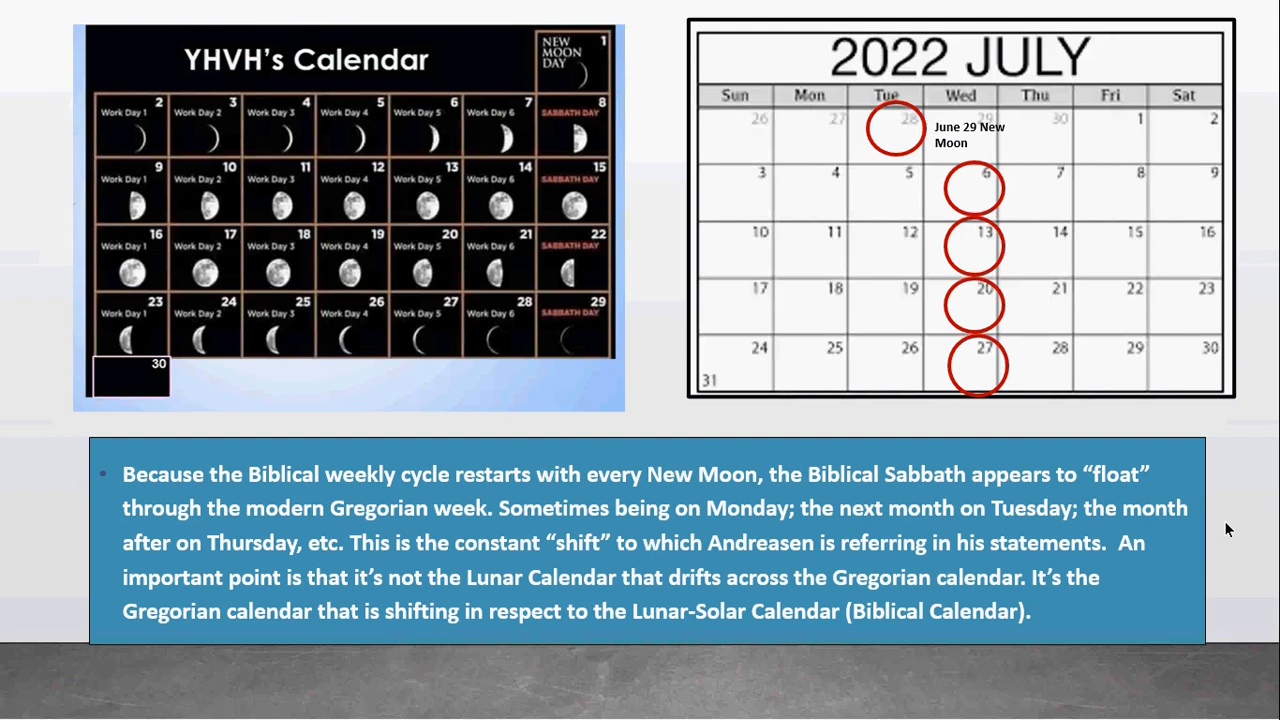 YHVH's Calendar
NEW MOON DAY 1
2 3 4 5 6 7 8
Work Day 1 Work Day 2 Work Day 3 Work Day 4 Work Day 5 Work Day 6 SABBATH DAY
9 10 11 12 13 14 15
Work Day 1 Work Day 2 Work Day 3 Work Day 4 Work Day 5 Work Day 6 SABBATH DAY
16 17 18 19 20 21 22
Work Day 1 Work Day 2 Work Day 3 Work Day 4 Work Day 5 Work Day 6 SABBATH DAY
23 24 25 26 27 28 29
Work Day 1 Work Day 2 Work Day 3 Work Day 4 Work Day 5 Work Day 6 SABBATH DAY
30
2022 JULY
Sun Mon Tue Wed Thu Fri Sat
26 27 28 29 30 1 2
June 29 New
Moon
3 4 5 6 7 8 9
10 11 12 13 14 15 16
17 18 19 20 21 22 23
24 25 26 27 28 29 30
31
• Because the Biblical weekly cycle restarts with every New Moon, the Biblical Sabbath appears to “float”
through the modern Gregorian week. Sometimes being on Monday; the next month on Tuesday; the month
after on Thursday, etc. This is the constant “shift” to which Andreasen is referring in his statements. An
important point is that it’s not the Lunar Calendar that drifts across the Gregorian calendar. It’s the
Gregorian calendar that is shifting in respect to the Lunar-Solar Calendar (Biblical Calendar).